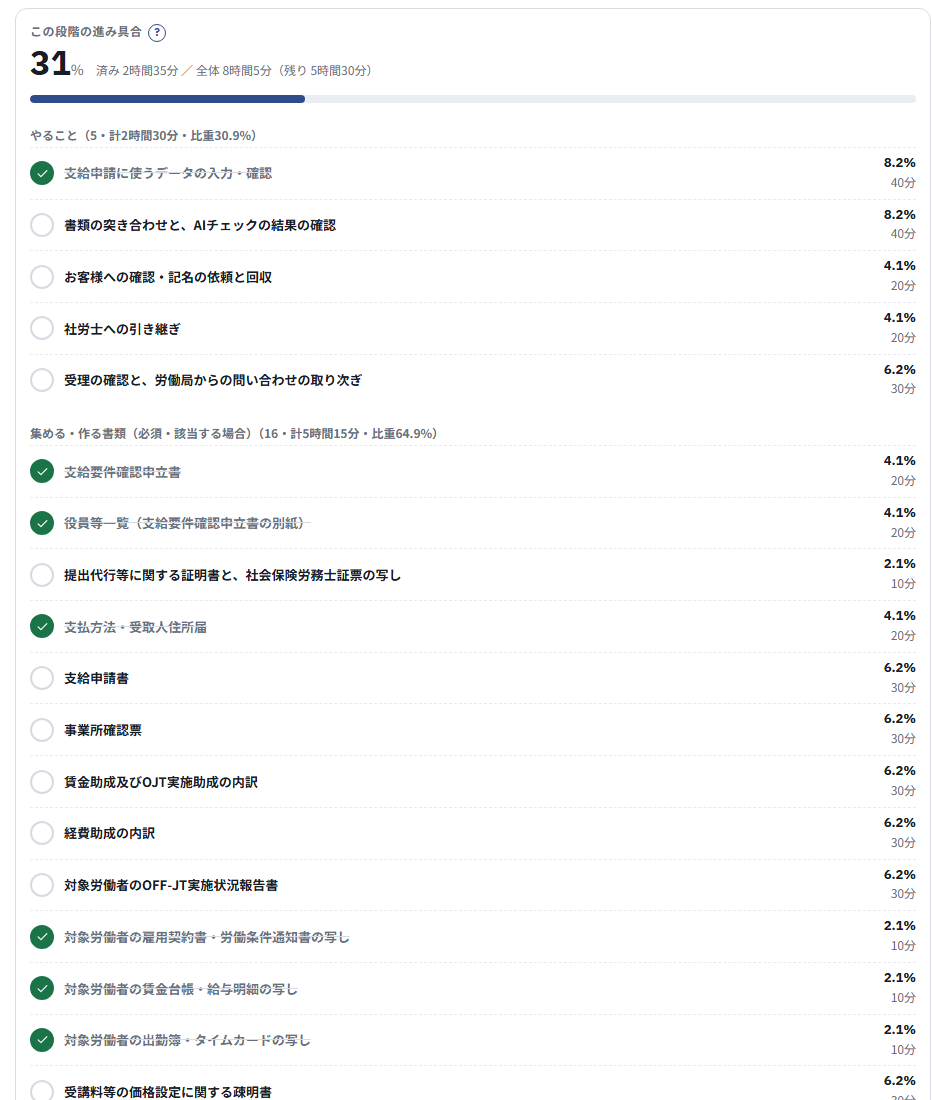 この段階の進み具合 ?
31% 済み 2時間35分 ／ 全体 8時間5分（残り 5時間30分）
やること（5・計2時間30分・比重30.9%）
支給申請に使うデータの入力・確認 8.2%
40分
書類の突き合わせと、AIチェックの結果の確認 8.2%
40分
お客様への確認・記名の依頼と回収 4.1%
20分
社労士への引き継ぎ 4.1%
20分
受理の確認と、労働局からの問い合わせの取り次ぎ 6.2%
30分
集める・作る書類（必須・該当する場合）（16・計5時間15分・比重64.9%）
支給要件確認申立書 4.1%
20分
役員等一覧（支給要件確認申立書の別紙） 4.1%
20分
提出代行等に関する証明書と、社会保険労務士証票の写し 2.1%
10分
支払方法・受取人住所届 4.1%
20分
支給申請書 6.2%
30分
事業所確認票 6.2%
30分
賃金助成及びOJT実施助成の内訳 6.2%
30分
経費助成の内訳 6.2%
30分
対象労働者のOFF-JT実施状況報告書 6.2%
30分
対象労働者の雇用契約書・労働条件通知書の写し 2.1%
10分
対象労働者の賃金台帳・給与明細の写し 2.1%
10分
対象労働者の出勤簿・タイムカードの写し 2.1%
10分
受講料等の価格設定に関する疎明書 6.2%